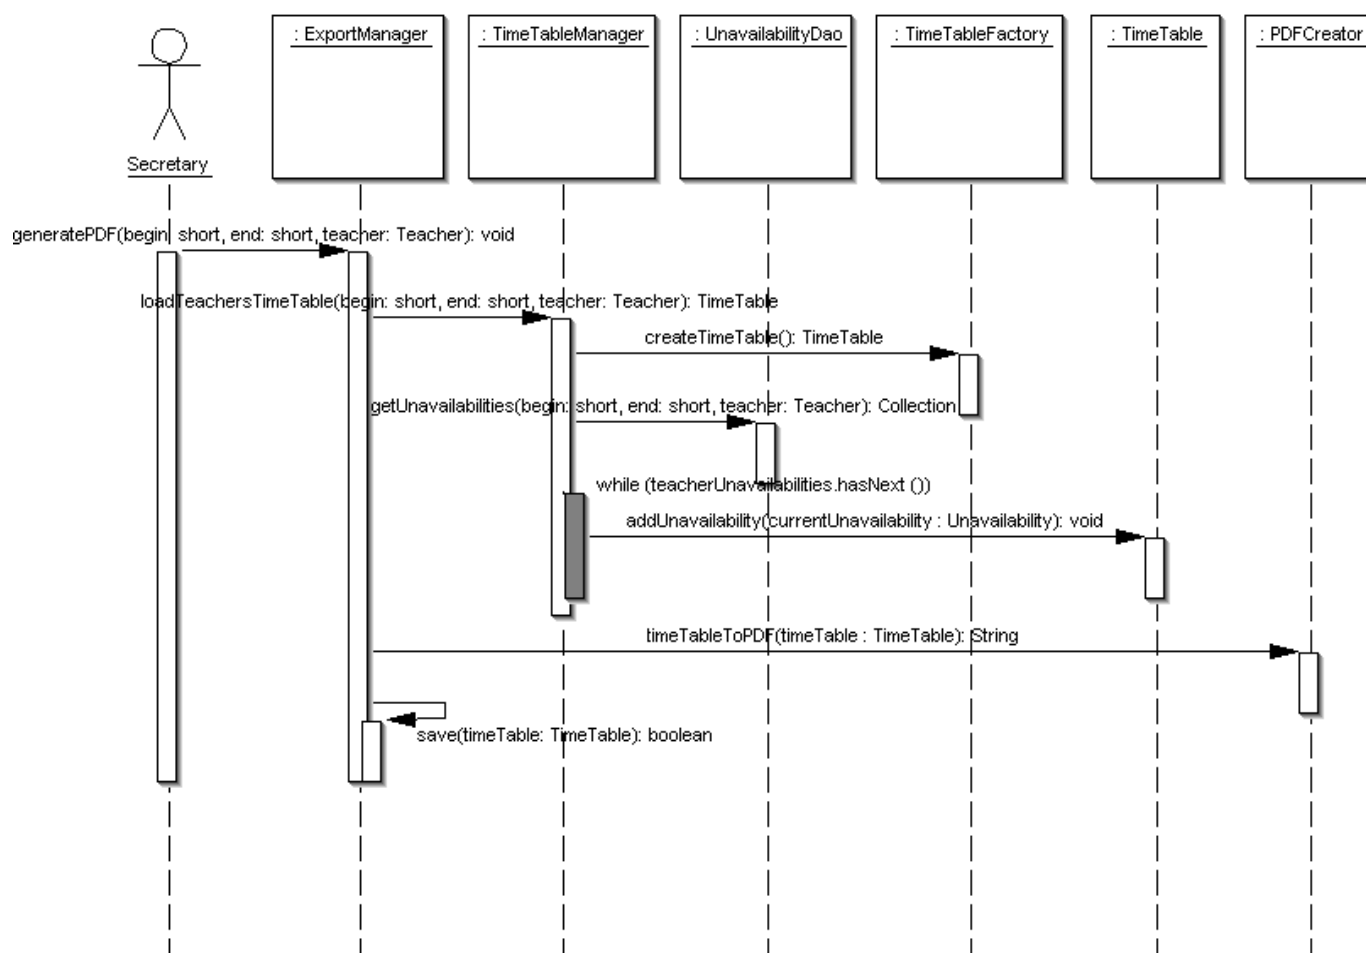 : ExportManager
: TimeTableManager
: UnavailabilityDao
: TimeTableFactory
: TimeTable
: PDFCreator
Secretary
generatePDF(begin: short, end: short, teacher: Teacher): void
loadTeachersTimeTable(begin: short, end: short, teacher: Teacher): TimeTable
createTimeTable(): TimeTable
getUnavailabilities(begin: short, end: short, teacher: Teacher): Collection
while (teacherUnavailabilities.hasNext ())
addUnavailability(currentUnavailability : Unavailability): void
timeTableToPDF(timeTable : TimeTable): String
save(timeTable: TimeTable): boolean